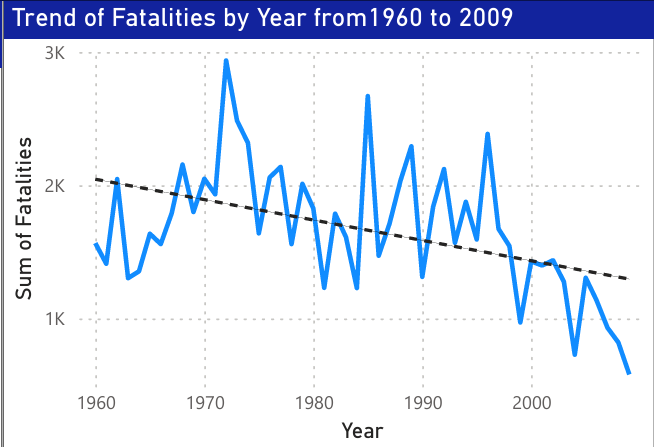 Trend of Fatalities by Year from1960 to 2009
3K
2K
1K
Sum of Fatalities
1960 1970 1980 1990 2000
Year